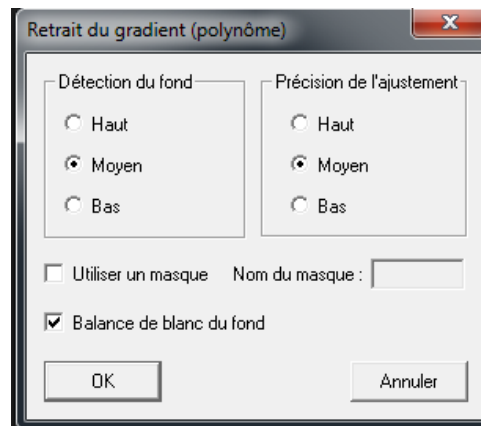 Retrait du gradient (polynôme)
Détection du fond
Haut
Moyen
Bas
Précision de l'ajustement
Haut
Moyen
Bas
Utiliser un masque Nom du masque :
Balance de blanc du fond
OK Annuler